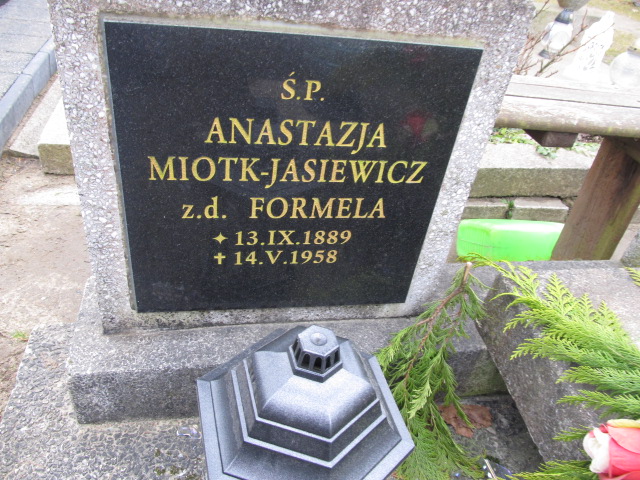 Ś.P.
ANASTAZJA
MIOTK-JASIEWICZ
z.d. FORMELA
✦ 13.IX.1889
✝ 14.V.1958